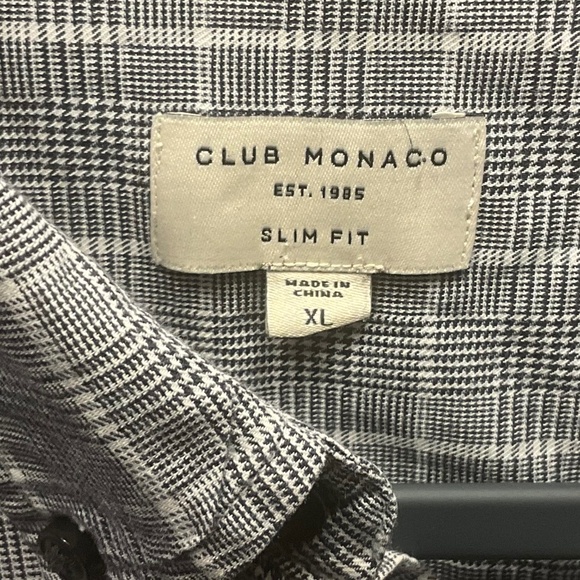 CLUB MONACO
EST. 1985
SLIM FIT
MADE IN
CHINA
XL